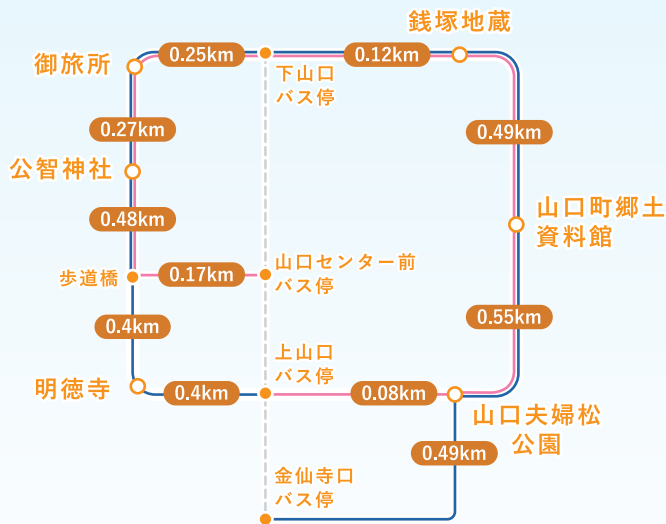 銭塚地蔵
御旅所
0.25km
0.12km
下山口
バス停
0.27km
0.49km
公智神社
山口町郷土
資料館
0.48km
山口センター前
バス停
歩道橋
0.17km
0.4km
0.55km
上山口
バス停
明徳寺
0.4km
0.08km
山口夫婦松
公園
0.49km
金仙寺口
バス停